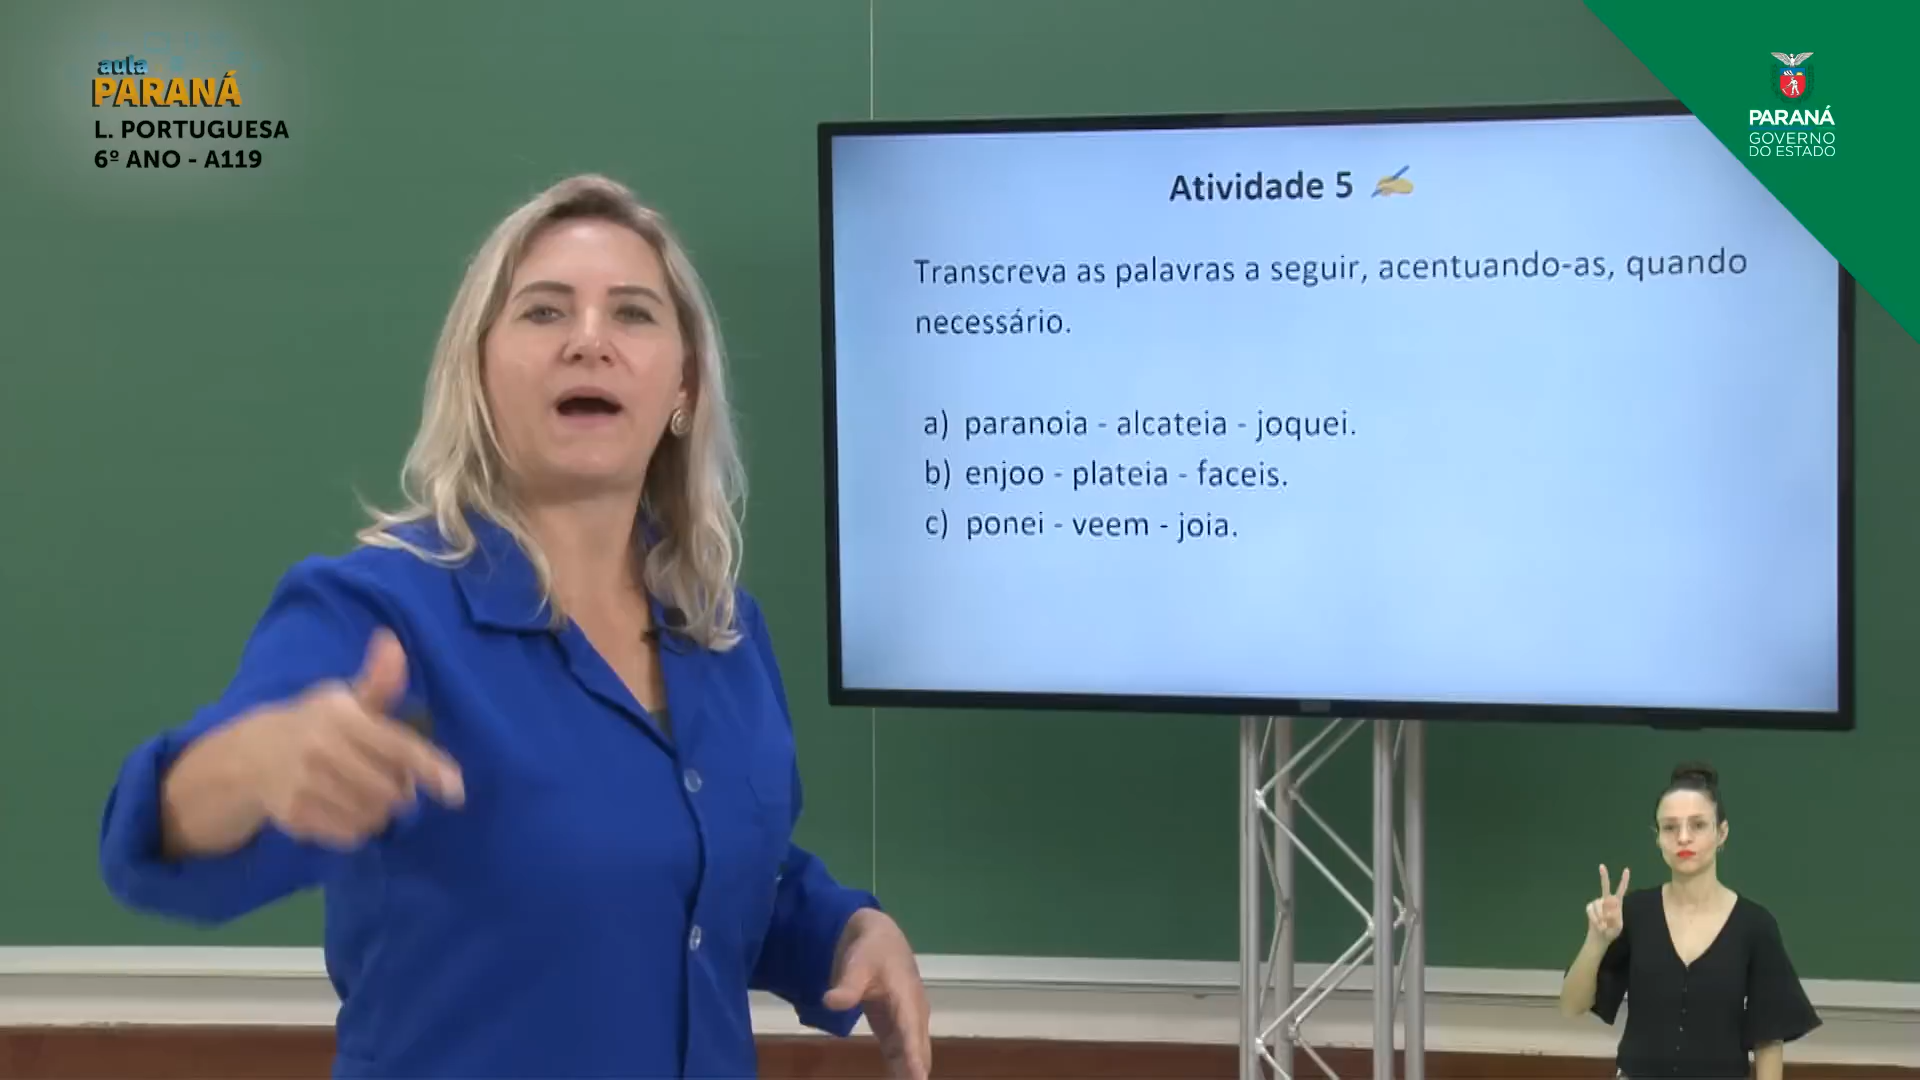 aula
PARANÁ
L. PORTUGUESA
6º ANO - A119
PARANÁ
GOVERNO
DO ESTADO
Atividade 5
Transcreva as palavras a seguir, acentuando-as, quando
necessário.
a) paranoia - alcateia - joquei.
b) enjoo - plateia - faceis.
c) ponei - veem - joia.